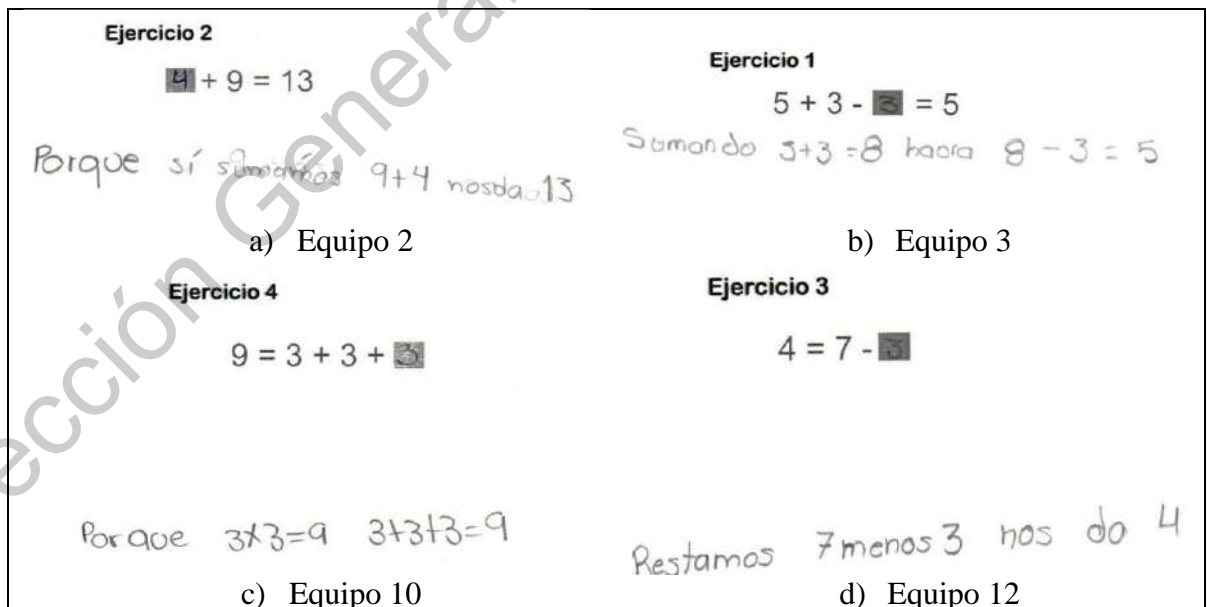 Ejercicio 2
4 + 9 = 13
Porque sí sumamos 9+4 nosda 13
a) Equipo 2
Ejercicio 1
5 + 3 - 3 = 5
Sumando 5+3=8 haora 8 - 3 = 5
b) Equipo 3
Ejercicio 4
9 = 3 + 3 + 3
Porque 3x3=9 3+3+3=9
c) Equipo 10
Ejercicio 3
4 = 7 - 3
Restamos 7 menos 3 nos do 4
d) Equipo 12
ección General